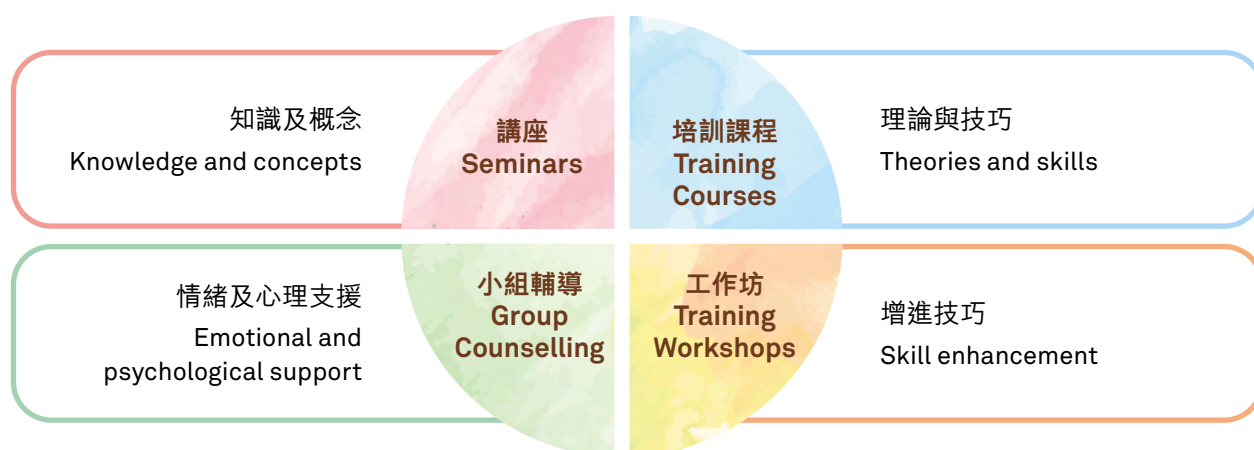 知識及概念
Knowledge and concepts
講座
Seminars
培訓課程
Training
Courses
理論與技巧
Theories and skills
情緒及心理支援
Emotional and
psychological support
小組輔導
Group
Counselling
工作坊
Training
Workshops
增進技巧
Skill enhancement